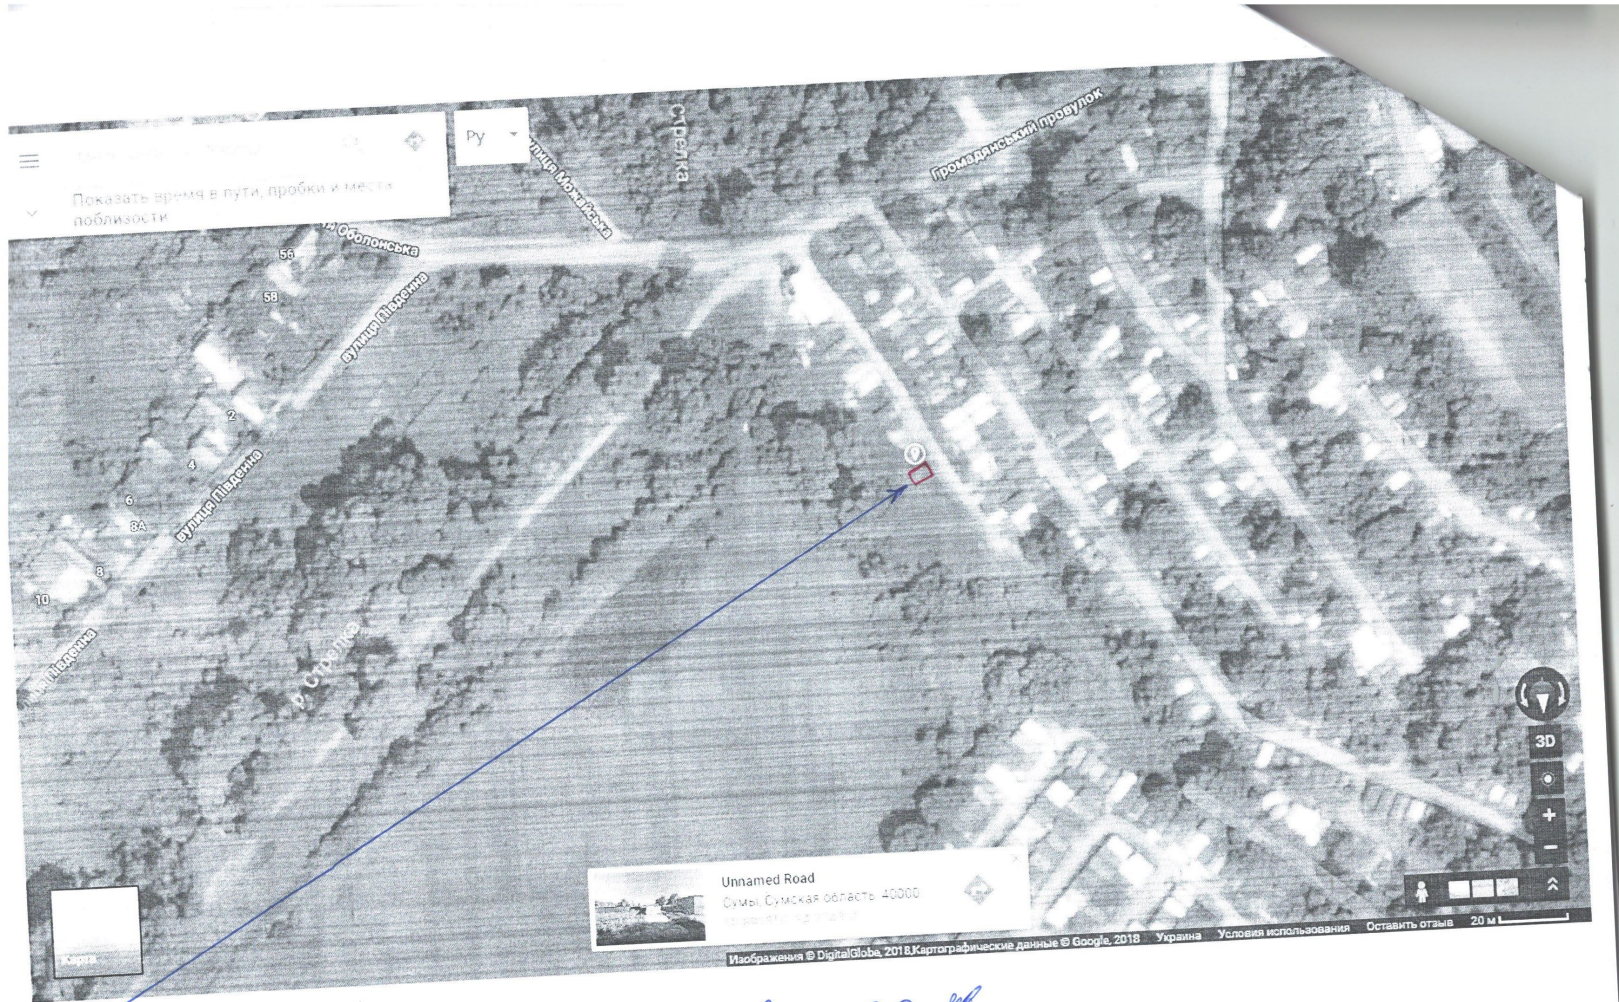 Ру
Показать время в пути, пробки и места
поблизости
вулиця Можайська
Стрелка
Громадянський провулок
Оболонська
56
58
вулиця Південна
2
4
вулиця Південна
6
8А
8
10
Південна
р. Стрелка
3D
Unnamed Road
Сумы, Сумская область, 40000
Карта
Изображения © DigitalGlobe, 2018,Картографические данные © Google, 2018 Украина Условия использования Оставить отзыв 20 м